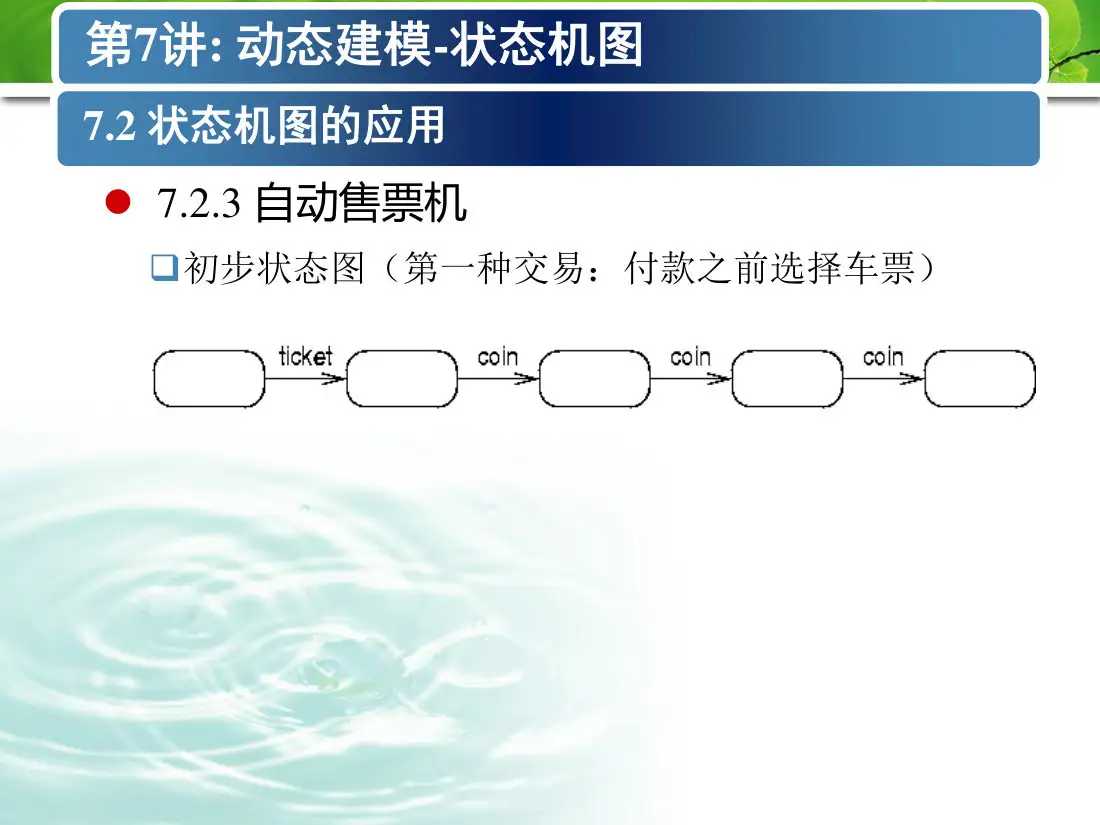 第7讲: 动态建模-状态机图
7.2 状态机图的应用
7.2.3 自动售票机
初步状态图（第一种交易：付款之前选择车票）
ticket coin coin coin